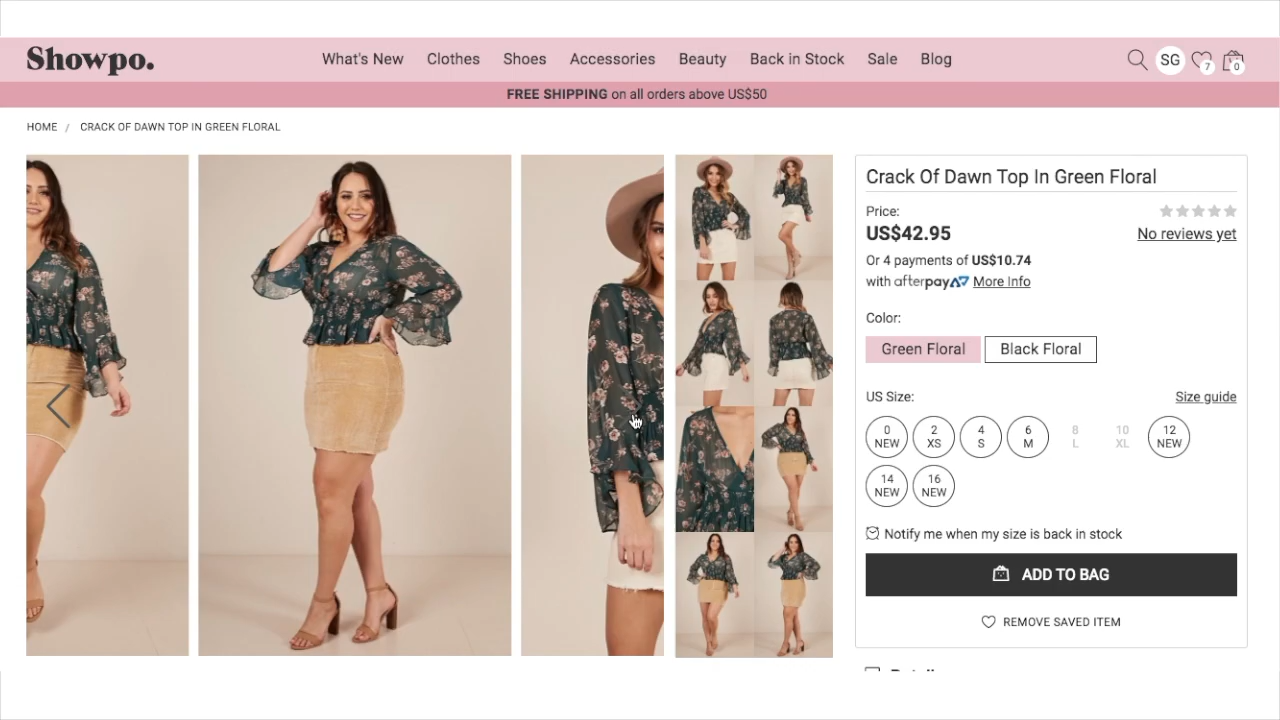 Showpo.
What's New Clothes Shoes Accessories Beauty Back in Stock Sale Blog
SG
7
0
FREE SHIPPING on all orders above US$50
HOME / CRACK OF DAWN TOP IN GREEN FLORAL
Crack Of Dawn Top In Green Floral
Price:
US$42.95
No reviews yet
Or 4 payments of US$10.74
with afterpay More Info
Color:
Green Floral Black Floral
US Size: Size guide
0 2 4 6 8 10 12
NEW XS S M L XL NEW
14 16
NEW NEW
Notify me when my size is back in stock
ADD TO BAG
REMOVE SAVED ITEM